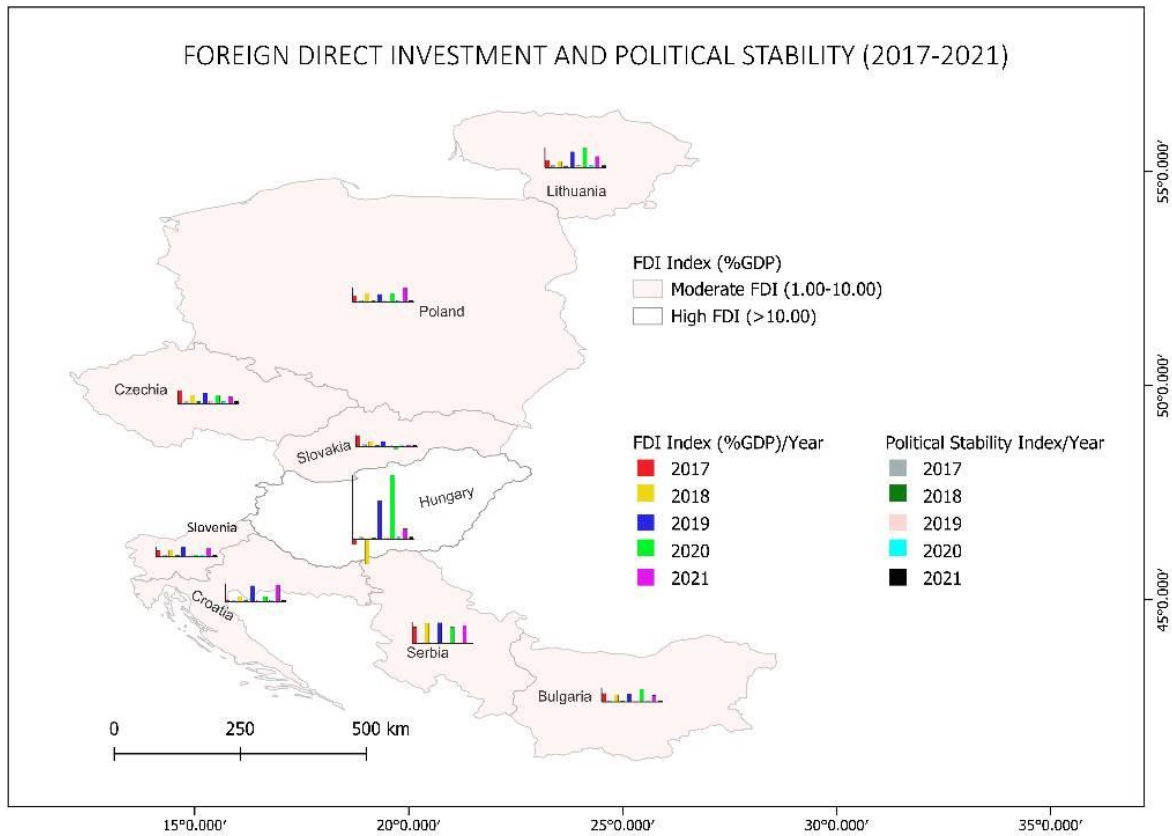 FOREIGN DIRECT INVESTMENT AND POLITICAL STABILITY (2017-2021)
Lithuania
Poland
Czechia
Slovakia
Hungary
Slovenia
Croatia
Serbia
Bulgaria
FDI Index (%GDP)
Moderate FDI (1.00-10.00)
High FDI (>10.00)
FDI Index (%GDP)/Year
2017
2018
2019
2020
2021
Political Stability Index/Year
2017
2018
2019
2020
2021
0 250 500 km
55°0.000'
50°0.000'
45°0.000'
15°0.000' 20°0.000' 25°0.000' 30°0.000' 35°0.000'